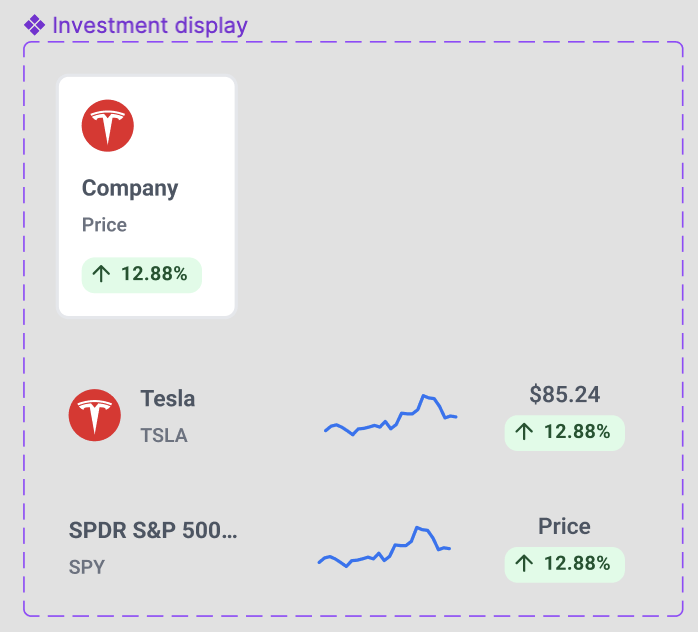 Investment display
Company
Price
↑ 12.88%
Tesla
TSLA
$85.24
↑ 12.88%
SPDR S&P 500...
SPY
Price
↑ 12.88%